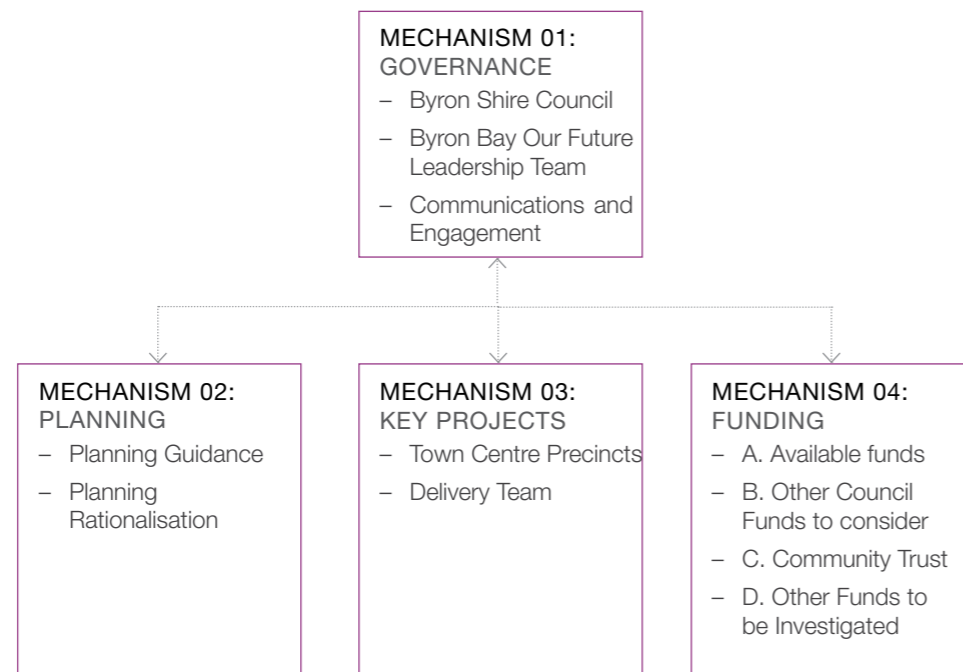 MECHANISM 01:
GOVERNANCE
– Byron Shire Council
– Byron Bay Our Future
Leadership Team
– Communications and
Engagement
MECHANISM 02:
PLANNING
– Planning Guidance
– Planning
Rationalisation
MECHANISM 03:
KEY PROJECTS
– Town Centre Precincts
– Delivery Team
MECHANISM 04:
FUNDING
– A. Available funds
– B. Other Council
Funds to consider
– C. Community Trust
– D. Other Funds to
be Investigated